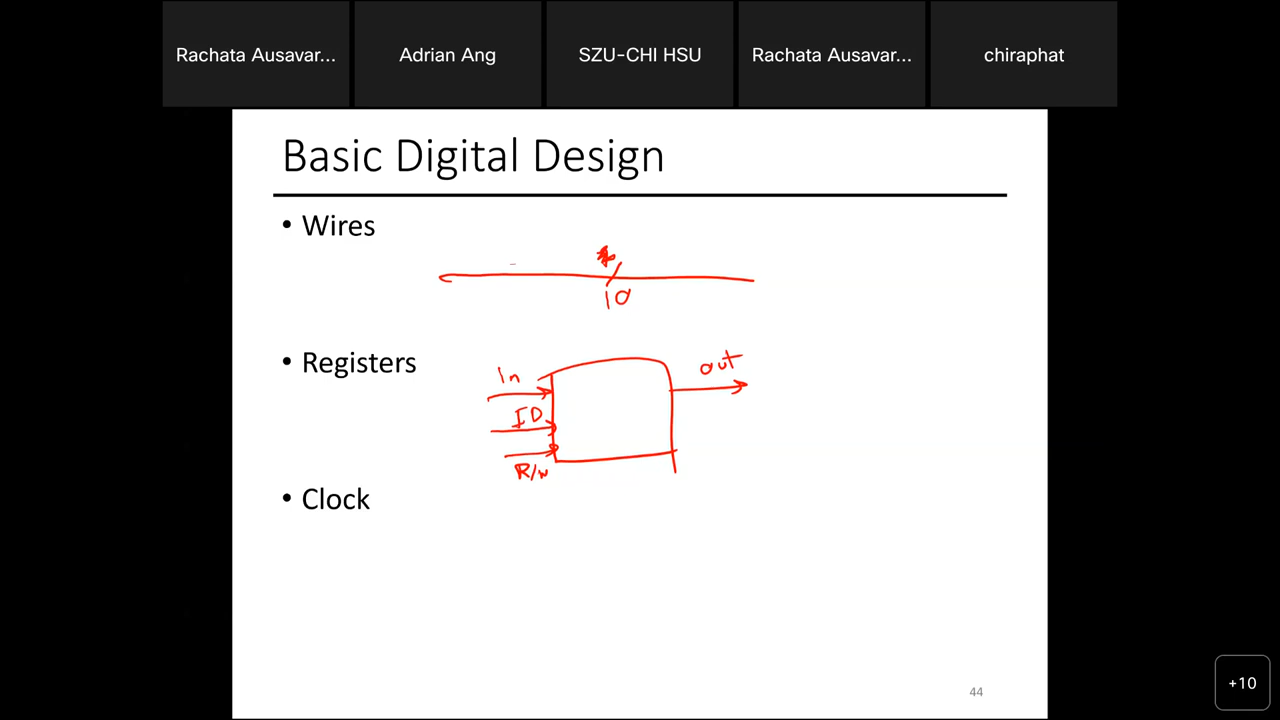 Rachata Ausavar...
Adrian Ang
SZU-CHI HSU
Rachata Ausavar...
chiraphat
Basic Digital Design
• Wires
10
• Registers
In
out
ID
R/W
• Clock
44
+10